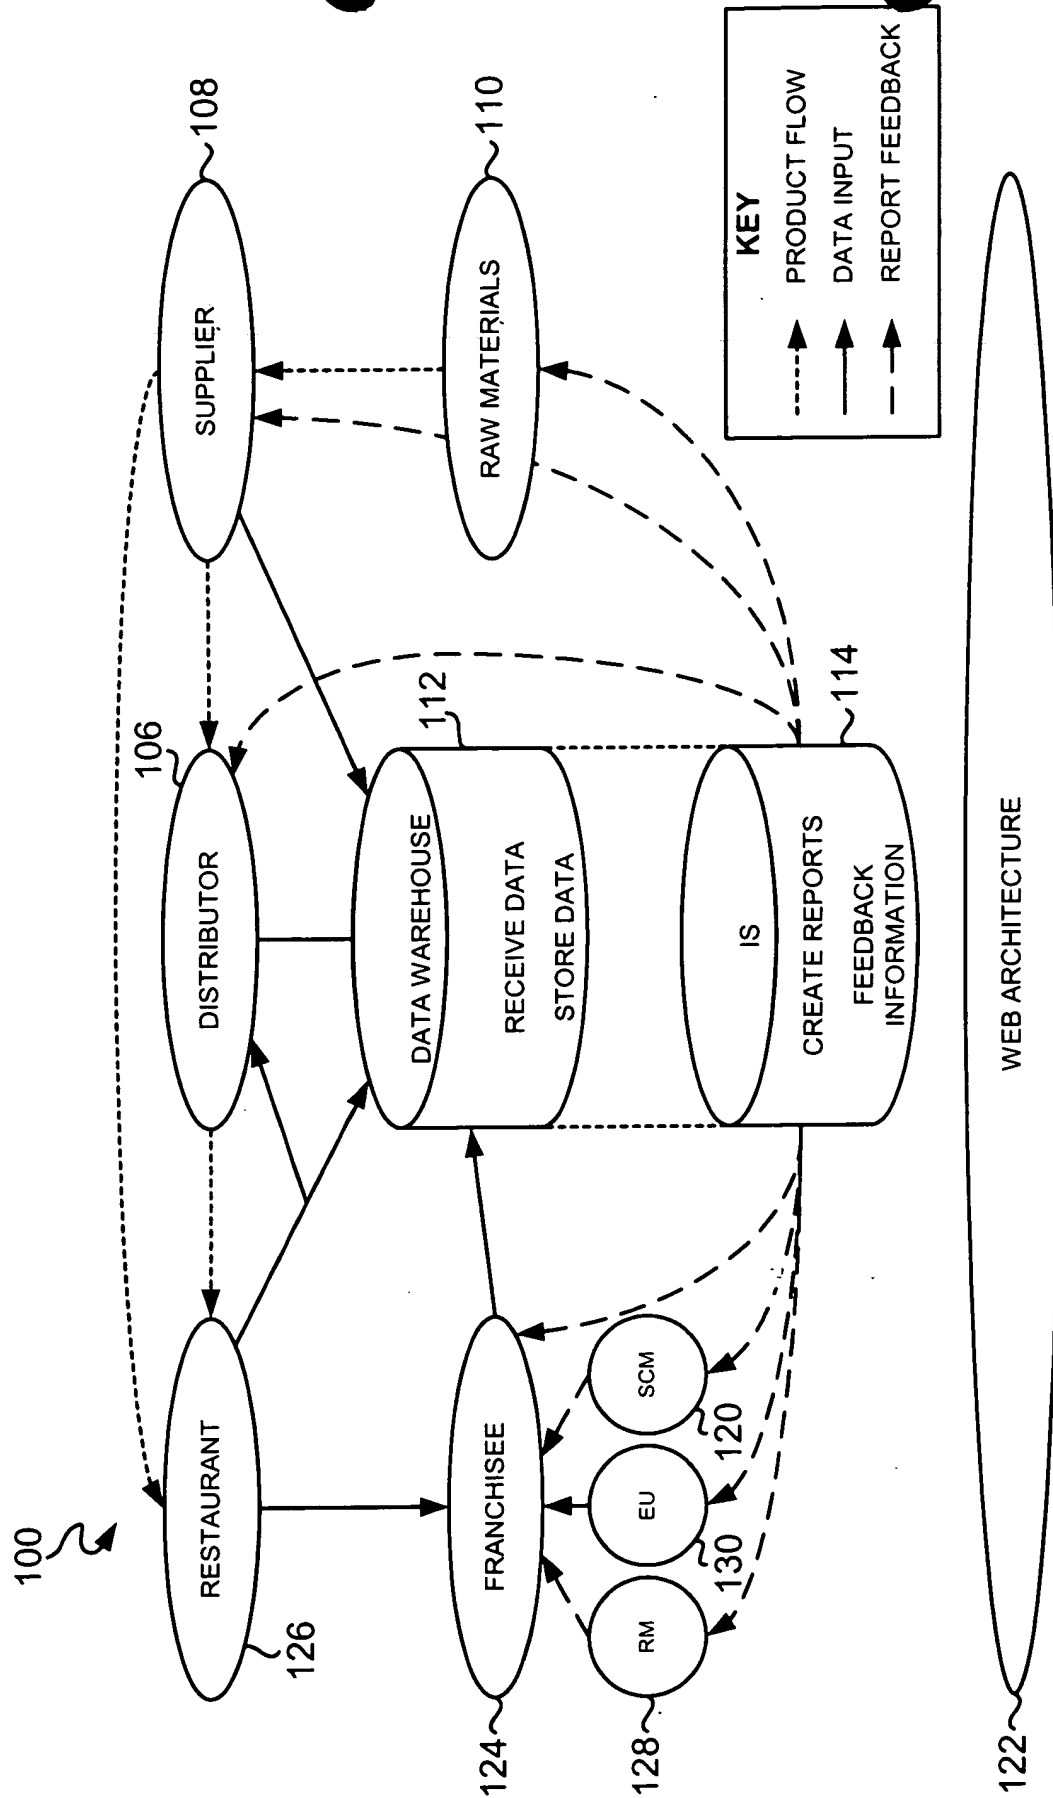 100
RESTAURANT
126
DISTRIBUTOR
106
SUPPLIER
108
FRANCHISEE
124
DATA WAREHOUSE
RECEIVE DATA
STORE DATA
112
RAW MATERIALS
110
RM
128
EU
130
SCM
120
IS
CREATE REPORTS
FEEDBACK
INFORMATION
114
KEY
PRODUCT FLOW
DATA INPUT
REPORT FEEDBACK
WEB ARCHITECTURE
122